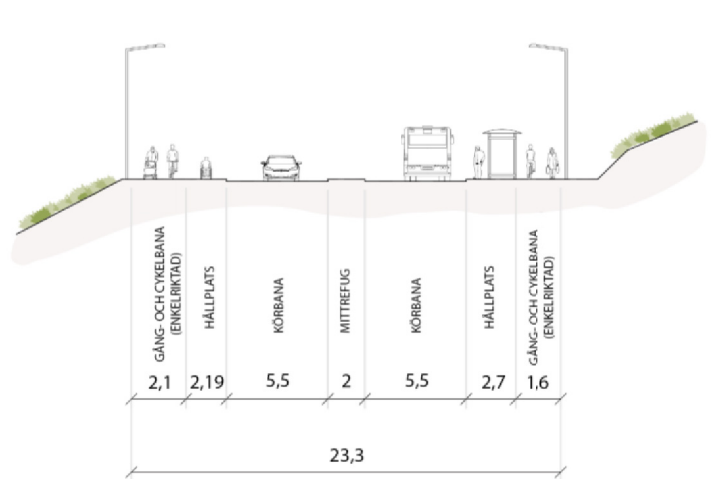 GÅNG- OCH CYKELBANA
(ENKELRIKTAD)
HÅLLPLATS
KÖRBANA
MITTREFUG
KÖRBANA
HÅLLPLATS
GÅNG- OCH CYKELBANA
(ENKELRIKTAD)
2,1 2,19 5,5 2 5,5 2,7 1,6
23,3